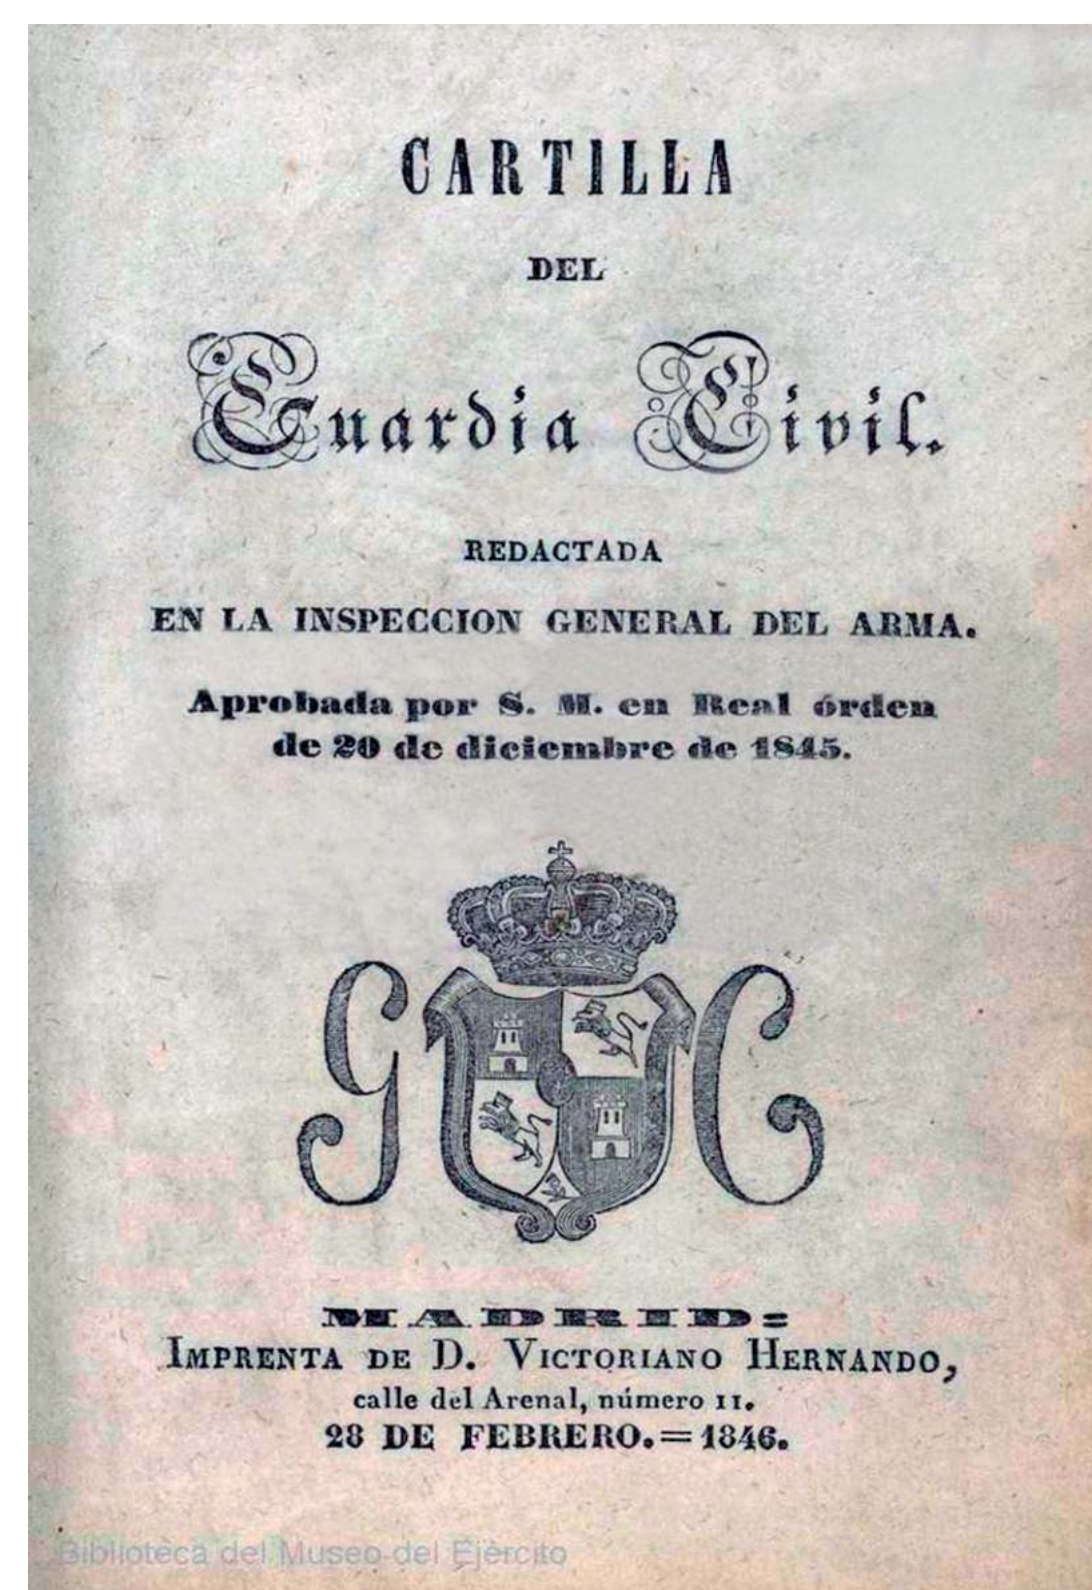 CARTILLA
DEL
Guardia Civil.
REDACTADA
EN LA INSPECCION GENERAL DEL ARMA.
Aprobada por S. M. en Real órden
de 20 de diciembre de 1845.
G C
MADRID:
IMPRENTA DE D. VICTORIANO HERNANDO,
calle del Arenal, número 11.
28 DE FEBRERO.=1846.
Biblioteca del Museo del Ejército